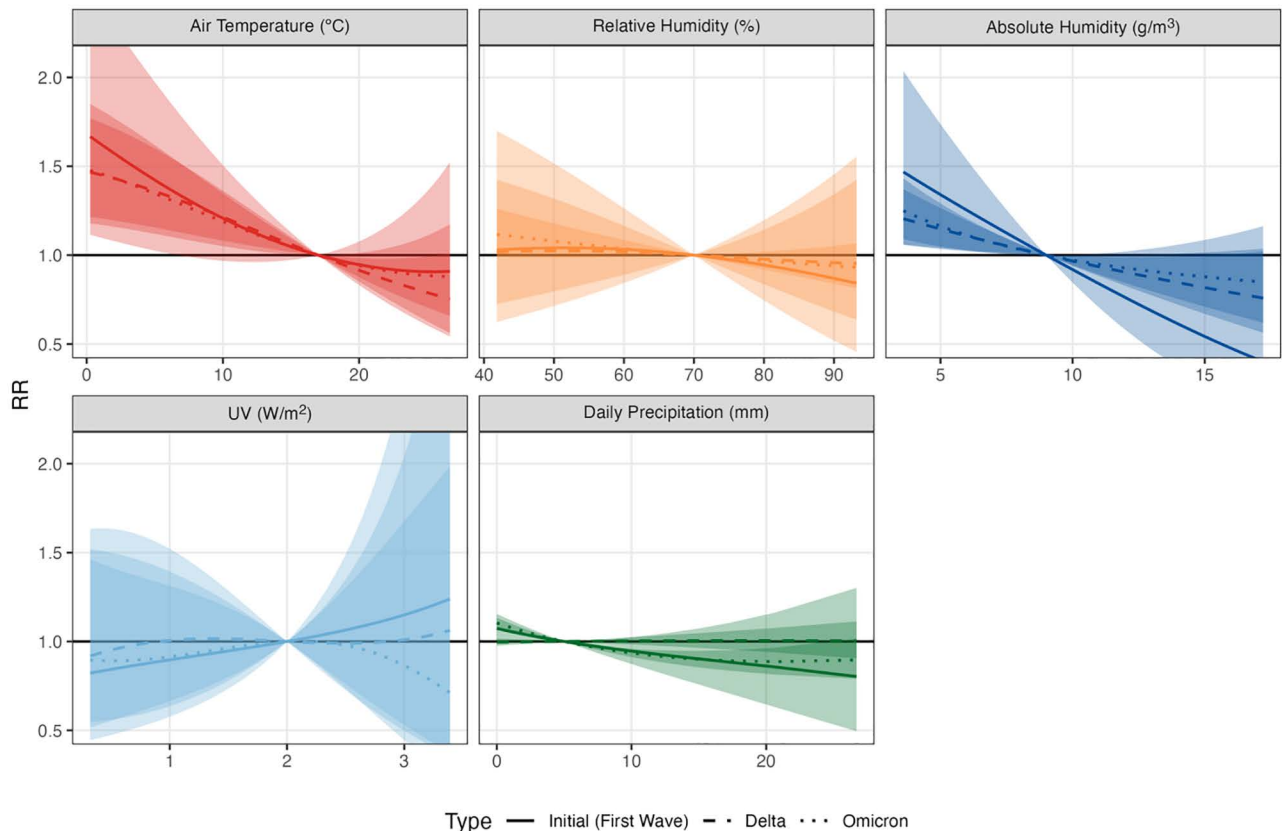 Air Temperature (°C)
Relative Humidity (%)
Absolute Humidity (g/m³)
2.0
1.5
1.0
0.5
0 10 20
40 50 60 70 80 90
5 10 15
RR
UV (W/m²)
Daily Precipitation (mm)
2.0
1.5
1.0
0.5
1 2 3
0 10 20
Type Initial (First Wave) Delta Omicron